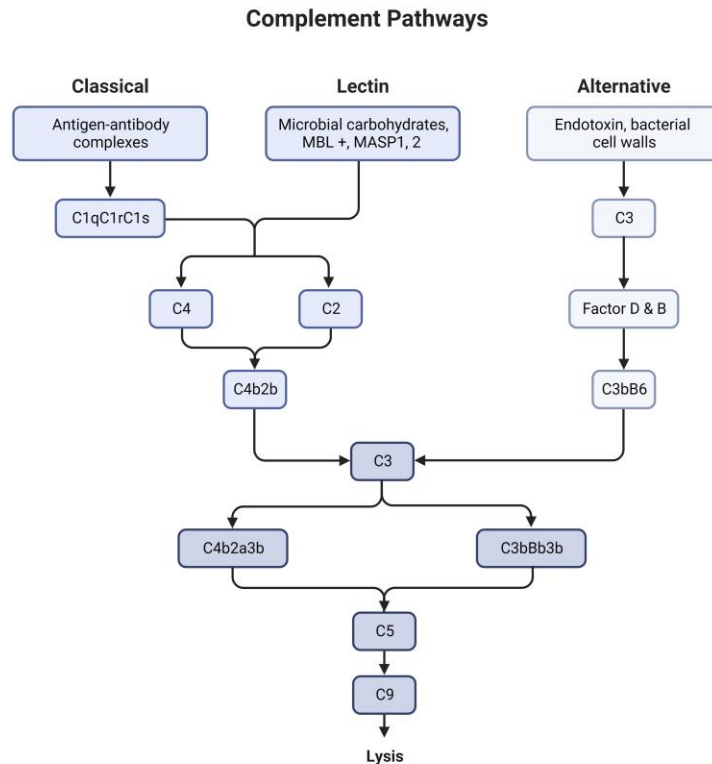 Complement Pathways
Classical
Lectin
Alternative
Antigen-antibody
complexes
Microbial carbohydrates,
MBL +, MASP1, 2
Endotoxin, bacterial
cell walls
C1qC1rC1s
C3
C4
C2
Factor D & B
C4b2b
C3bB6
C3
C4b2a3b
C3bBb3b
C5
C9
Lysis